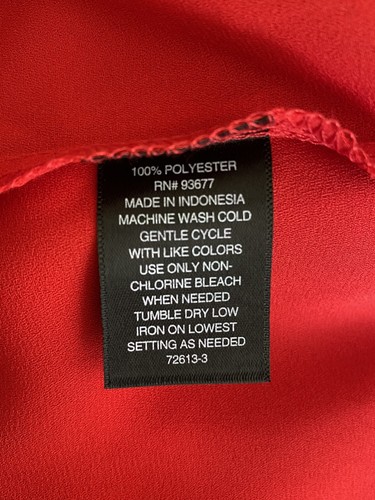 100% POLYESTER
RN# 93677
MADE IN INDONESIA
MACHINE WASH COLD
GENTLE CYCLE
WITH LIKE COLORS
USE ONLY NON-
CHLORINE BLEACH
WHEN NEEDED
TUMBLE DRY LOW
IRON ON LOWEST
SETTING AS NEEDED
72613-3